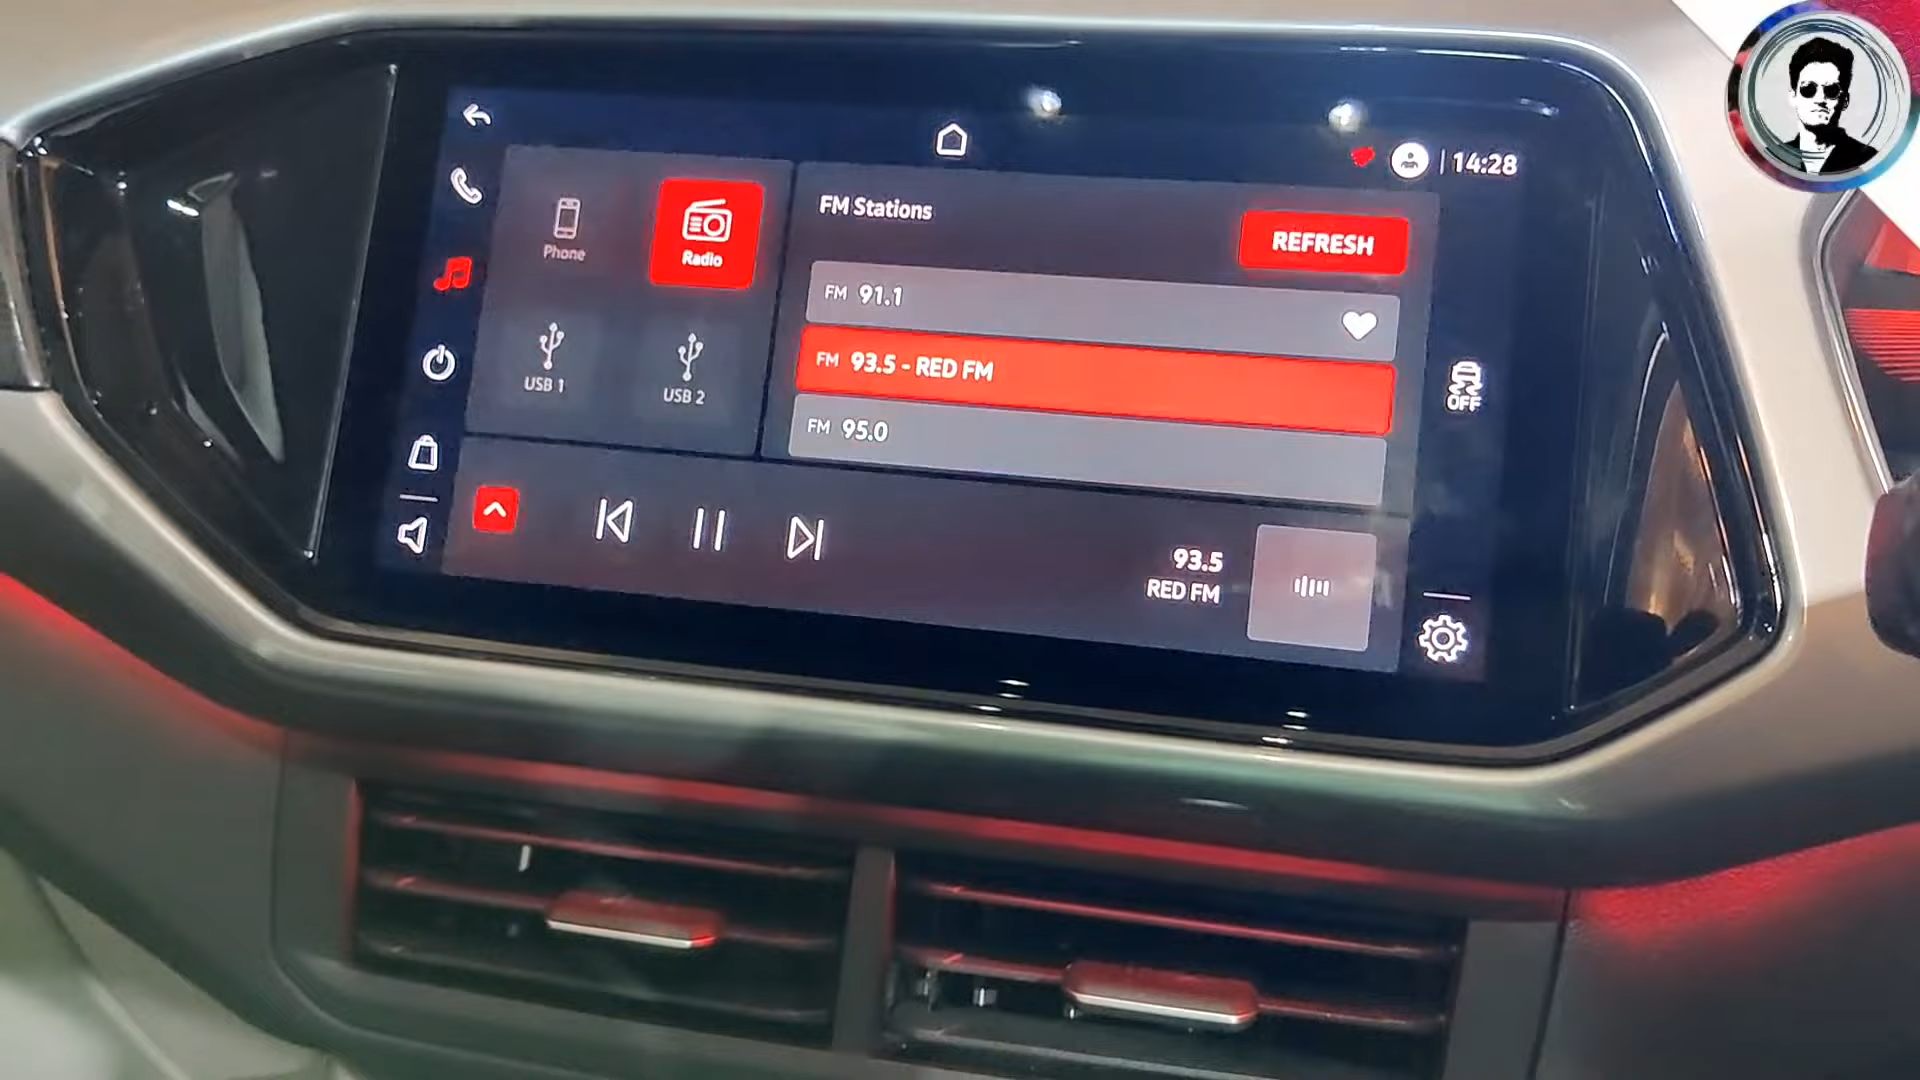 14:28
Phone
Radio
USB 1
USB 2
FM Stations
REFRESH
FM 91.1
FM 93.5 - RED FM
FM 95.0
OFF
93.5
RED FM